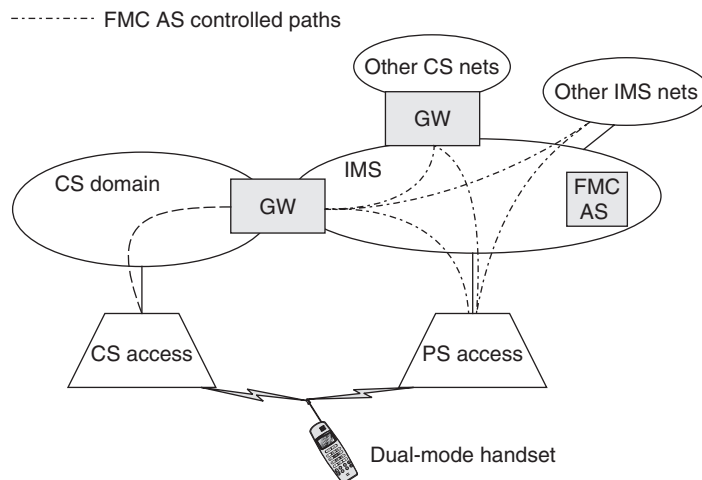 FMC AS controlled paths
Other CS nets
Other IMS nets
GW
CS domain
IMS
GW
FMC
AS
CS access
PS access
Dual-mode handset